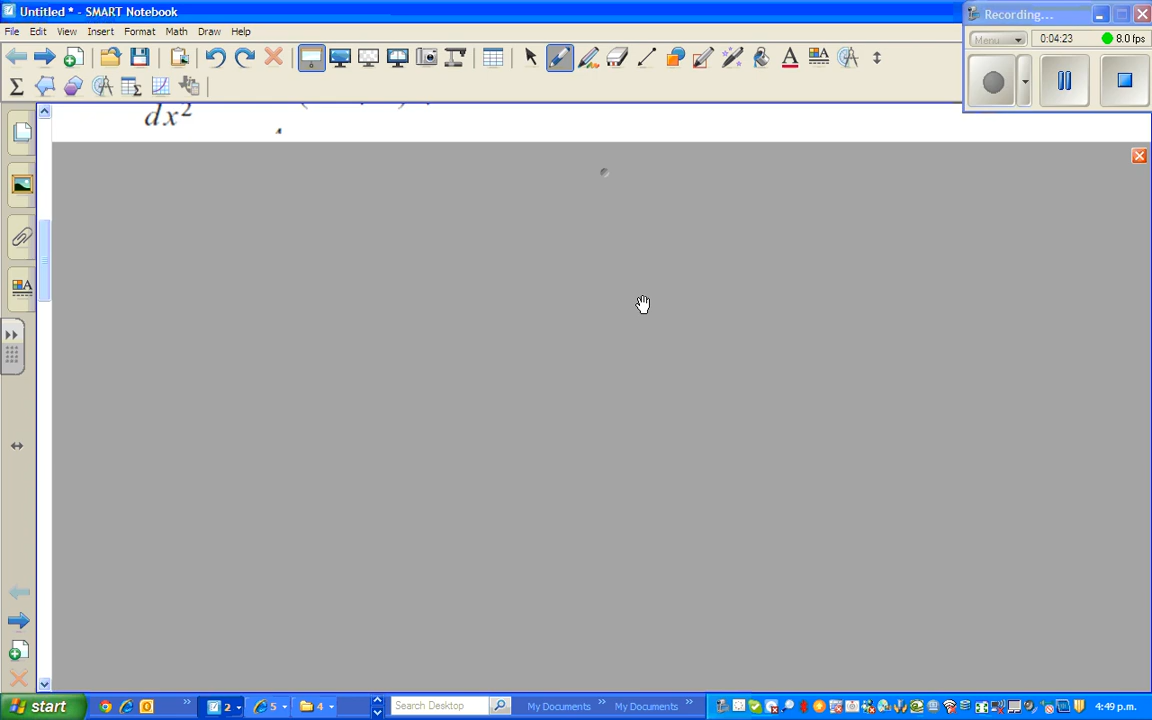 Untitled * - SMART Notebook
Recording...
File Edit View Insert Format Math Draw Help
Menu 0:04:23 8.0 fps
dx²
start 2 5 4 Search Desktop My Documents » My Documents » 4:49 p.m.